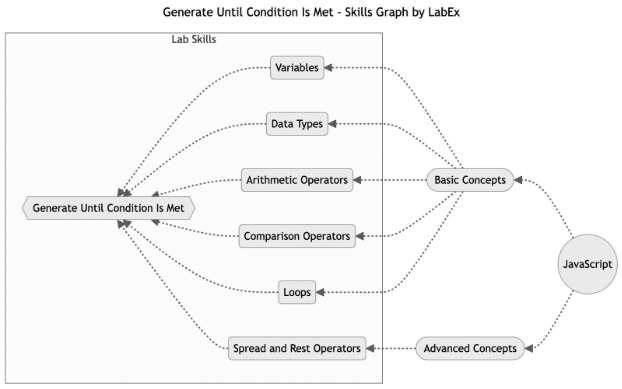 Generate Until Condition Is Met - Skills Graph by LabEx
Lab Skills
Variables
Data Types
Arithmetic Operators
Basic Concepts
Generate Until Condition Is Met
Comparison Operators
JavaScript
Loops
Spread and Rest Operators
Advanced Concepts